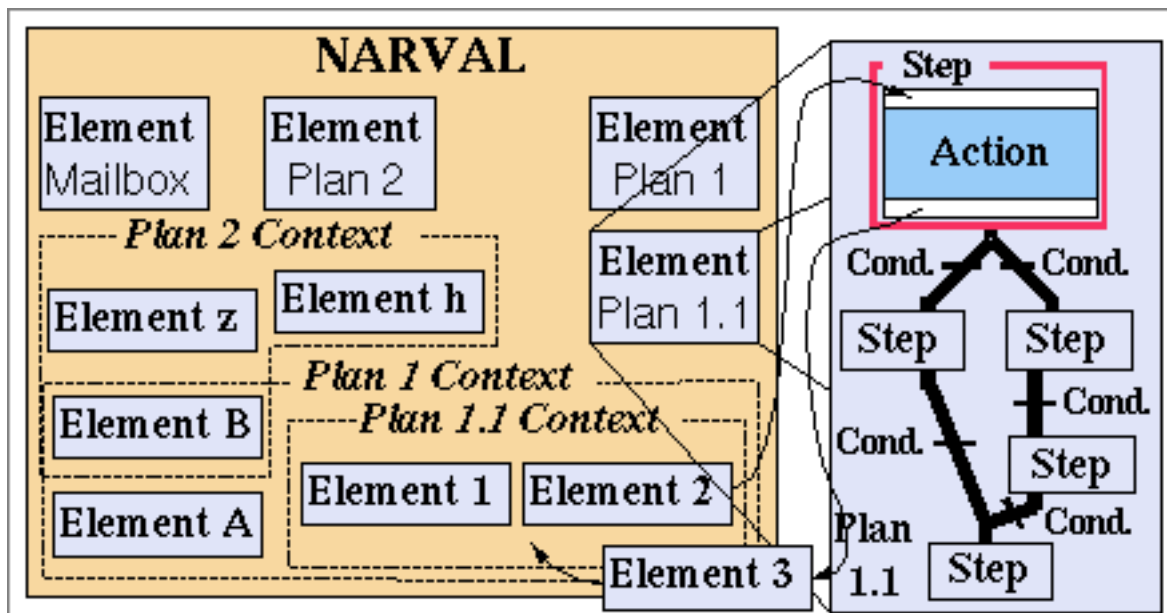 NARVAL
Element
Mailbox
Element
Plan 2
Element
Plan 1
Plan 2 Context
Element z
Element h
Element
Plan 1.1
Plan 1 Context
Element B
Plan 1.1 Context
Element 1
Element 2
Element A
Element 3
Step
Action
Cond.
Cond.
Step
Step
Cond.
Cond.
Step
Cond.
Step
Plan
1.1